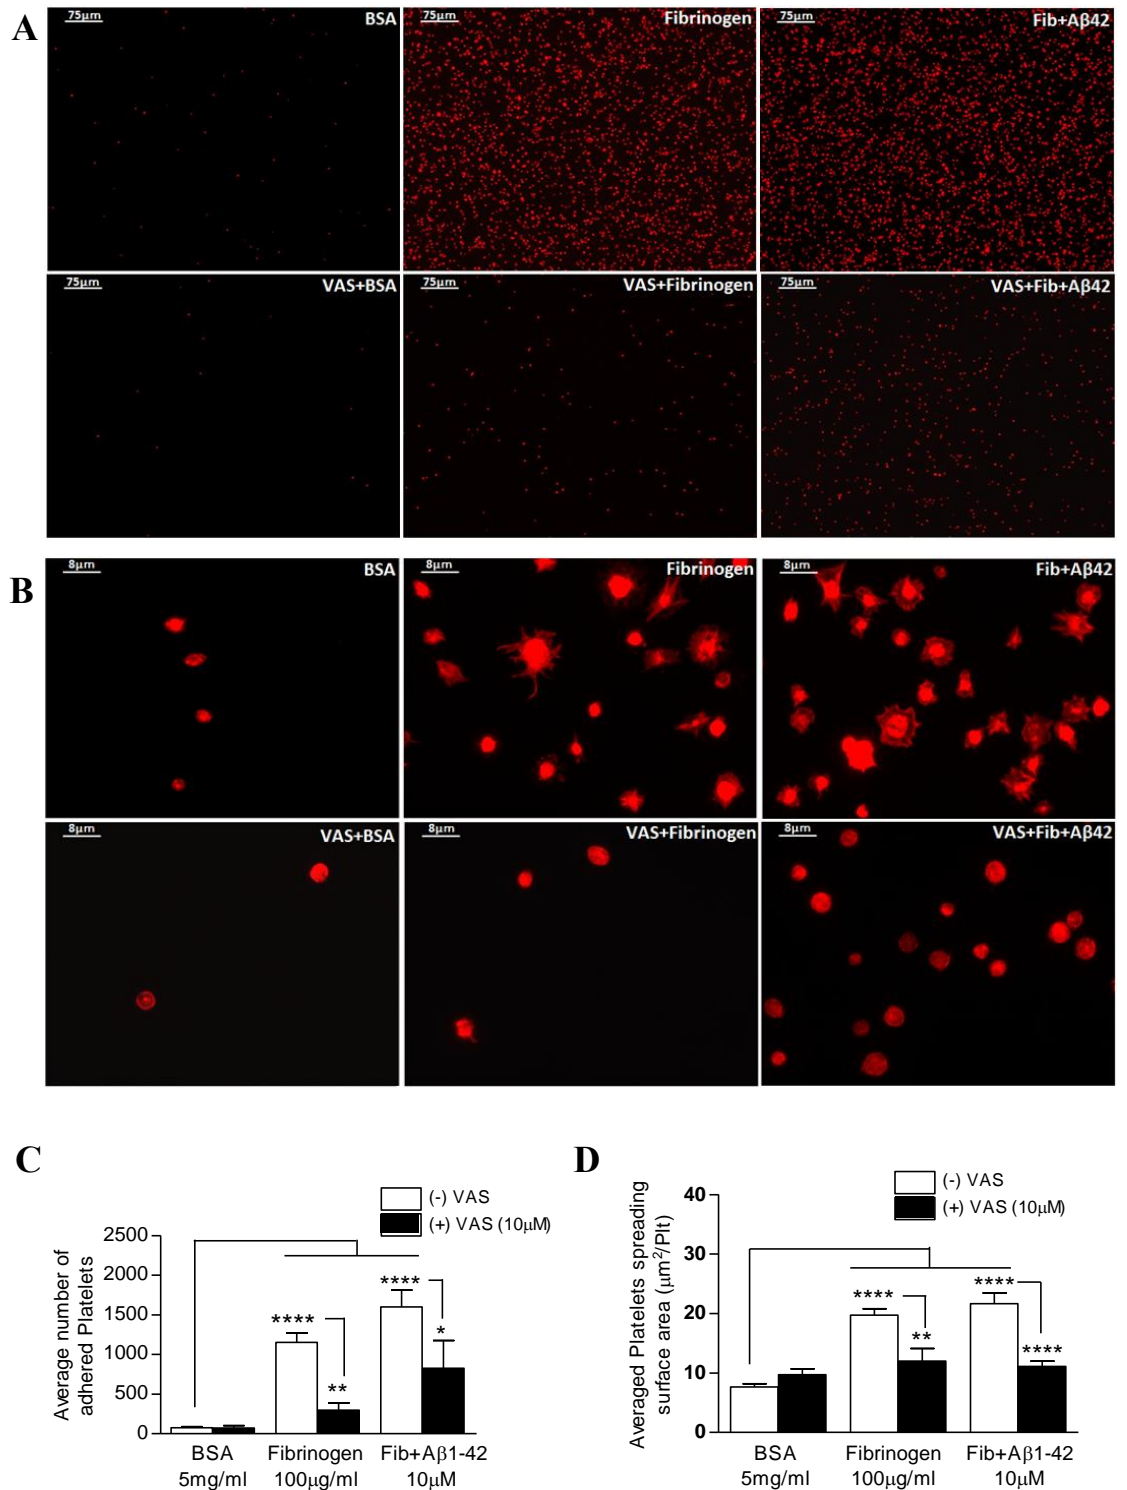 A
75μm BSA
75μm Fibrinogen
75μm Fib+Aβ42
75μm VAS+BSA
75μm VAS+Fibrinogen
75μm VAS+Fib+Aβ42
B
8μm BSA
8μm Fibrinogen
8μm Fib+Aβ42
8μm VAS+BSA
8μm VAS+Fibrinogen
8μm VAS+Fib+Aβ42
C
(-) VAS
(+) VAS (10μM)
Average number of
adhered Platelets
2500
2000
1500
1000
500
0
****
**
****
*
BSA
5mg/ml
Fibrinogen
100μg/ml
Fib+Aβ1-42
10μM
D
(-) VAS
(+) VAS (10μM)
Averaged Platelets spreading
surface area (μm²/Plt)
40
30
20
10
0
****
**
****
****
BSA
5mg/ml
Fibrinogen
100μg/ml
Fib+Aβ1-42
10μM